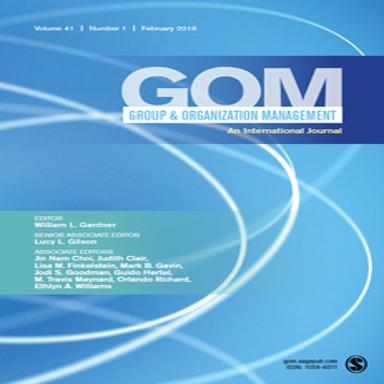 Volume 41 | Number 1 | February 2016
GOM
GROUP & ORGANIZATION MANAGEMENT
An International Journal
EDITOR
William L. Gardner
SENIOR ASSOCIATE EDITOR
Lucy L. Gilson
ASSOCIATE EDITORS
Jin Nam Choi, Judith Clair,
Lisa M. Finkelstein, Mark B. Gavin,
Jodi S. Goodman, Guido Hertel,
M. Travis Maynard, Orlando Richard,
Ethlyn A. Williams
gom.sagepub.com
ISSN: 1059-6011
S